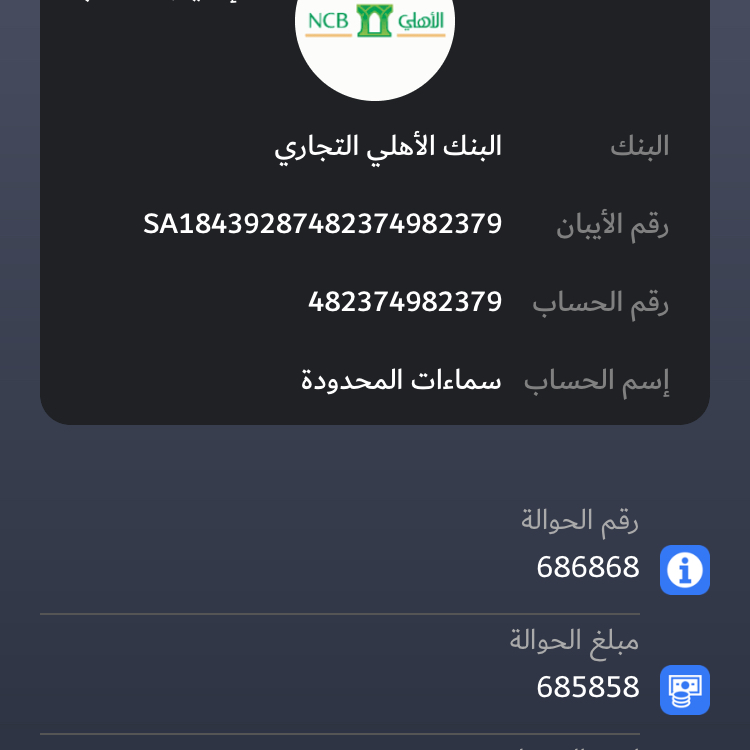 NCB الأهلي
البنك البنك الأهلي التجاري
رقم الأيبان SA18439287482374982379
رقم الحساب 482374982379
إسم الحساب سماءات المحدودة
رقم الحوالة
686868
مبلغ الحوالة
685858